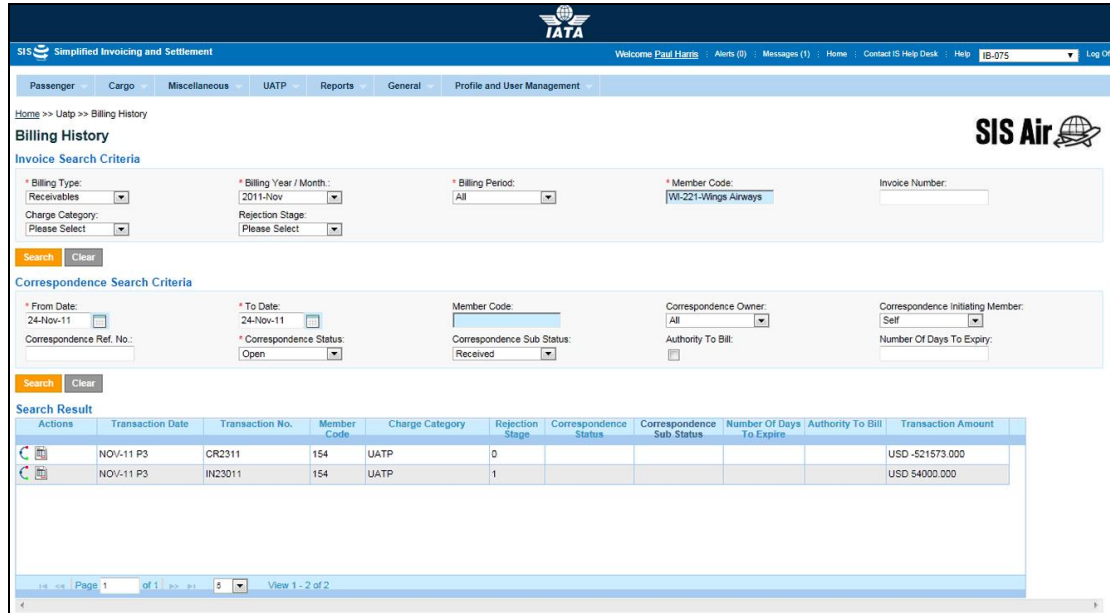 IATA
SIS Simplified Invoicing and Settlement
Welcome Paul Harris : Alerts (0) : Messages (1) : Home : Contact IS Help Desk : Help IB-075 Log Of
Passenger Cargo Miscellaneous UATP Reports General Profile and User Management
Home >> Uatp >> Billing History
Billing History
SIS Air
Invoice Search Criteria
* Billing Type: * Billing Year / Month.: * Billing Period: * Member Code: Invoice Number:
Receivables 2011-Nov All WI-221-Wings Airways
Charge Category: Rejection Stage:
Please Select Please Select
Search Clear
Correspondence Search Criteria
* From Date: * To Date: Member Code: Correspondence Owner: Correspondence Initiating Member:
24-Nov-11 24-Nov-11 All Self
Correspondence Ref. No.: * Correspondence Status: Correspondence Sub Status: Authority To Bill: Number Of Days To Expiry:
Open Received
Search Clear
Search Result
Actions Transaction Date Transaction No. Member Code Charge Category Rejection Stage Correspondence Status Correspondence Sub Status Number Of Days To Expire Authority To Bill Transaction Amount
NOV-11 P3 CR2311 154 UATP 0 USD -521573.000
NOV-11 P3 IN23011 154 UATP 1 USD 54000.000
Page 1 of 1 5 View 1 - 2 of 2